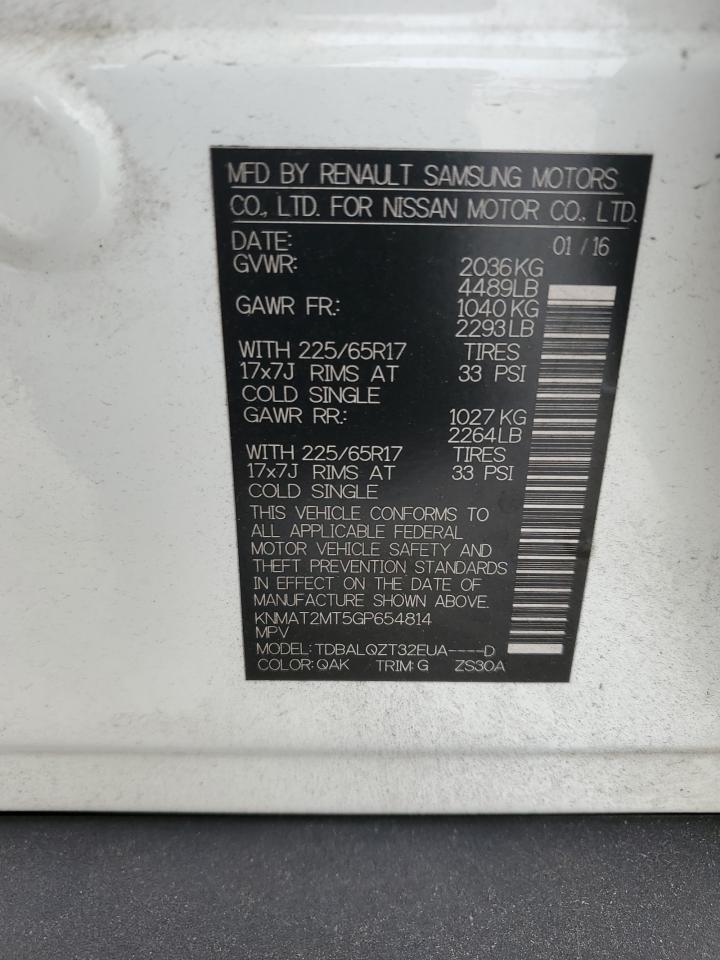 MFD BY RENAULT SAMSUNG MOTORS
CO., LTD. FOR NISSAN MOTOR CO., LTD.
DATE: 01 / 16
GVWR: 2036KG
4489LB
GAWR FR.: 1040KG
2293LB
WITH 225/65R17 TIRES
17x7J RIMS AT 33 PSI
COLD SINGLE
GAWR RR.: 1027 KG
2264LB
WITH 225/65R17 TIRES
17x7J RIMS AT 33 PSI
COLD SINGLE
THIS VEHICLE CONFORMS TO
ALL APPLICABLE FEDERAL
MOTOR VEHICLE SAFETY AND
THEFT PREVENTION STANDARDS
IN EFFECT ON THE DATE OF
MANUFACTURE SHOWN ABOVE.
KNMAT2MT5GP654814
MPV
MODEL: TDBALQZT32EUA----D
COLOR: QAK TRIM: G ZS30A